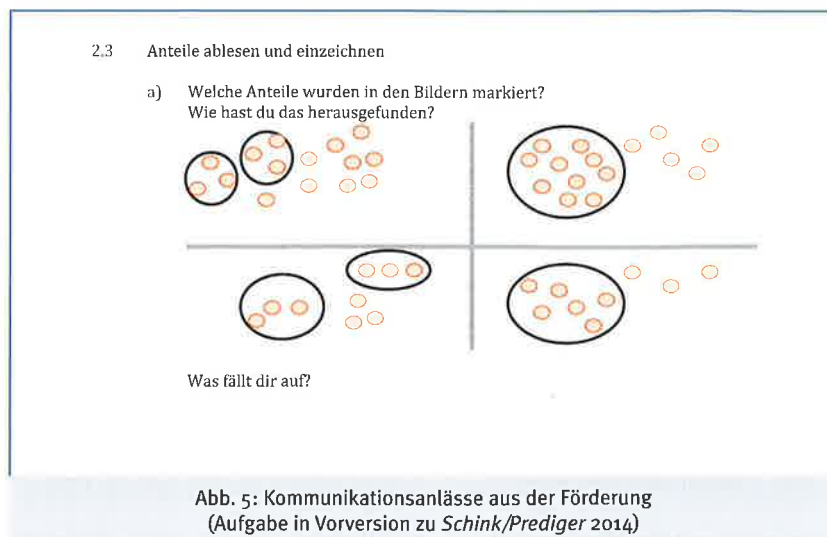 2.3 Anteile ablesen und einzeichnen
a) Welche Anteile wurden in den Bildern markiert?
Wie hast du das herausgefunden?
Was fällt dir auf?
Abb. 5: Kommunikationsanlässe aus der Förderung
(Aufgabe in Vorversion zu Schink/Prediger 2014)